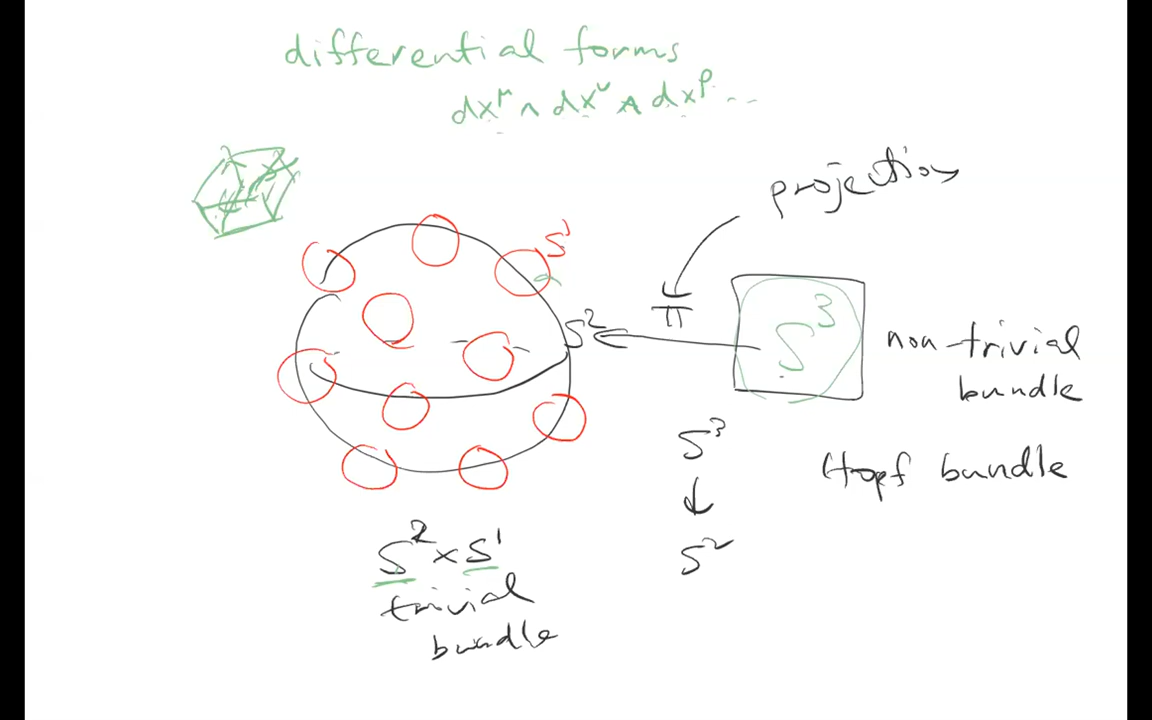 differential forms
dx^μ ∧ dx^ν ∧ dx^ρ ...
projection
S¹
S²
π
S³
non-trivial
bundle
S³
↓
S²
Hopf bundle
S² × S¹
trivial
bundle